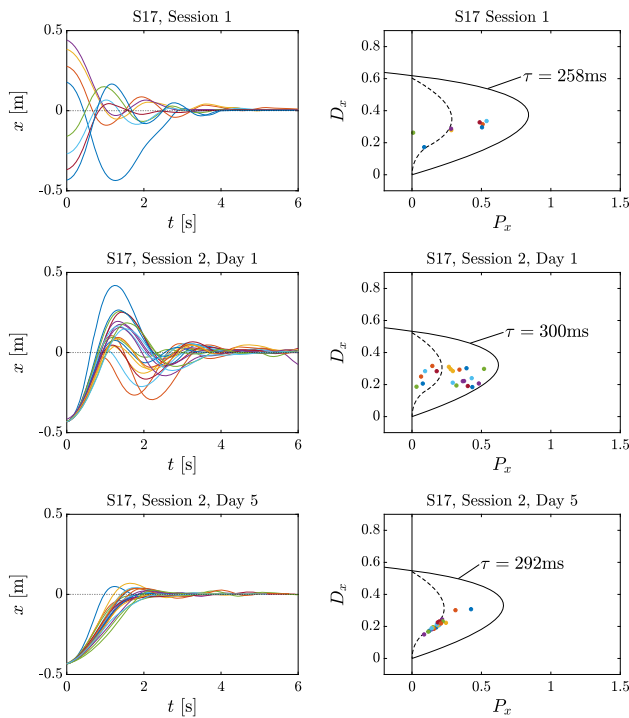 S17, Session 1
0.5
0
-0.5
x [m]
0 2 4 6
t [s]
S17 Session 1
1
0.8
0.6
0.4
0.2
0
D_x
τ = 258ms
0 0.5 1 1.5
P_x
S17, Session 2, Day 1
0.5
0
-0.5
x [m]
0 2 4 6
t [s]
S17, Session 2, Day 1
1
0.8
0.6
0.4
0.2
0
D_x
τ = 300ms
0 0.5 1 1.5
P_x
S17, Session 2, Day 5
0.5
0
-0.5
x [m]
0 2 4 6
t [s]
S17, Session 2, Day 5
1
0.8
0.6
0.4
0.2
0
D_x
τ = 292ms
0 0.5 1 1.5
P_x